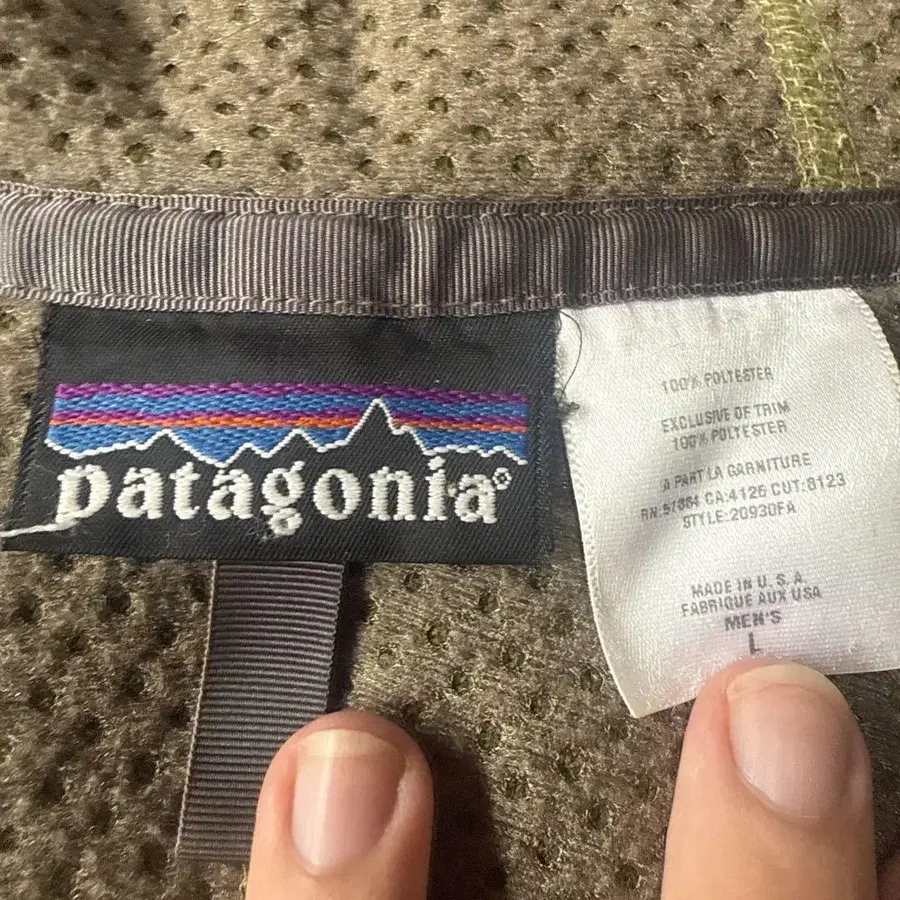 patagonia®
100% POLYESTER
EXCLUSIVE OF TRIM
100% POLYESTER
A PART LA GARNITURE
RN:51884 CA:4126 CUT:0123
STYLE:20930FA
MADE IN U.S.A
FABRIQUE AUX USA
MEN'S
L